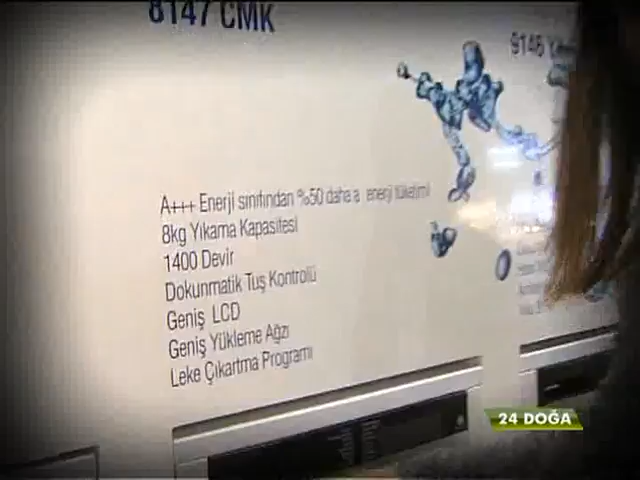 8147 CMK
9146
A+++ Enerji sınıfından %50 daha a enerji tüketimi
8kg Yıkama Kapasitesi
1400 Devir
Dokunmatik Tuş Kontrolü
Geniş LCD
Geniş Yükleme Ağzı
Leke Çıkartma Programı
24 DOĞA